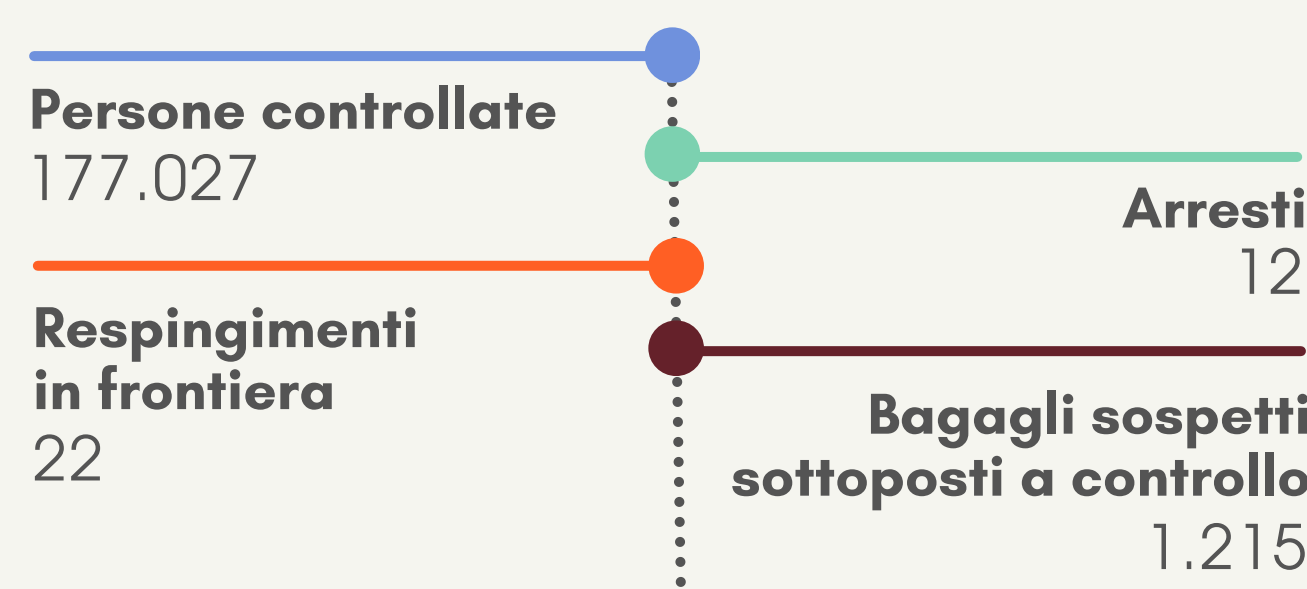 Persone controllate
177.027
Arresti
12
Respingimenti
in frontiera
22
Bagagli sospetti
sottoposti a controllo
1.215